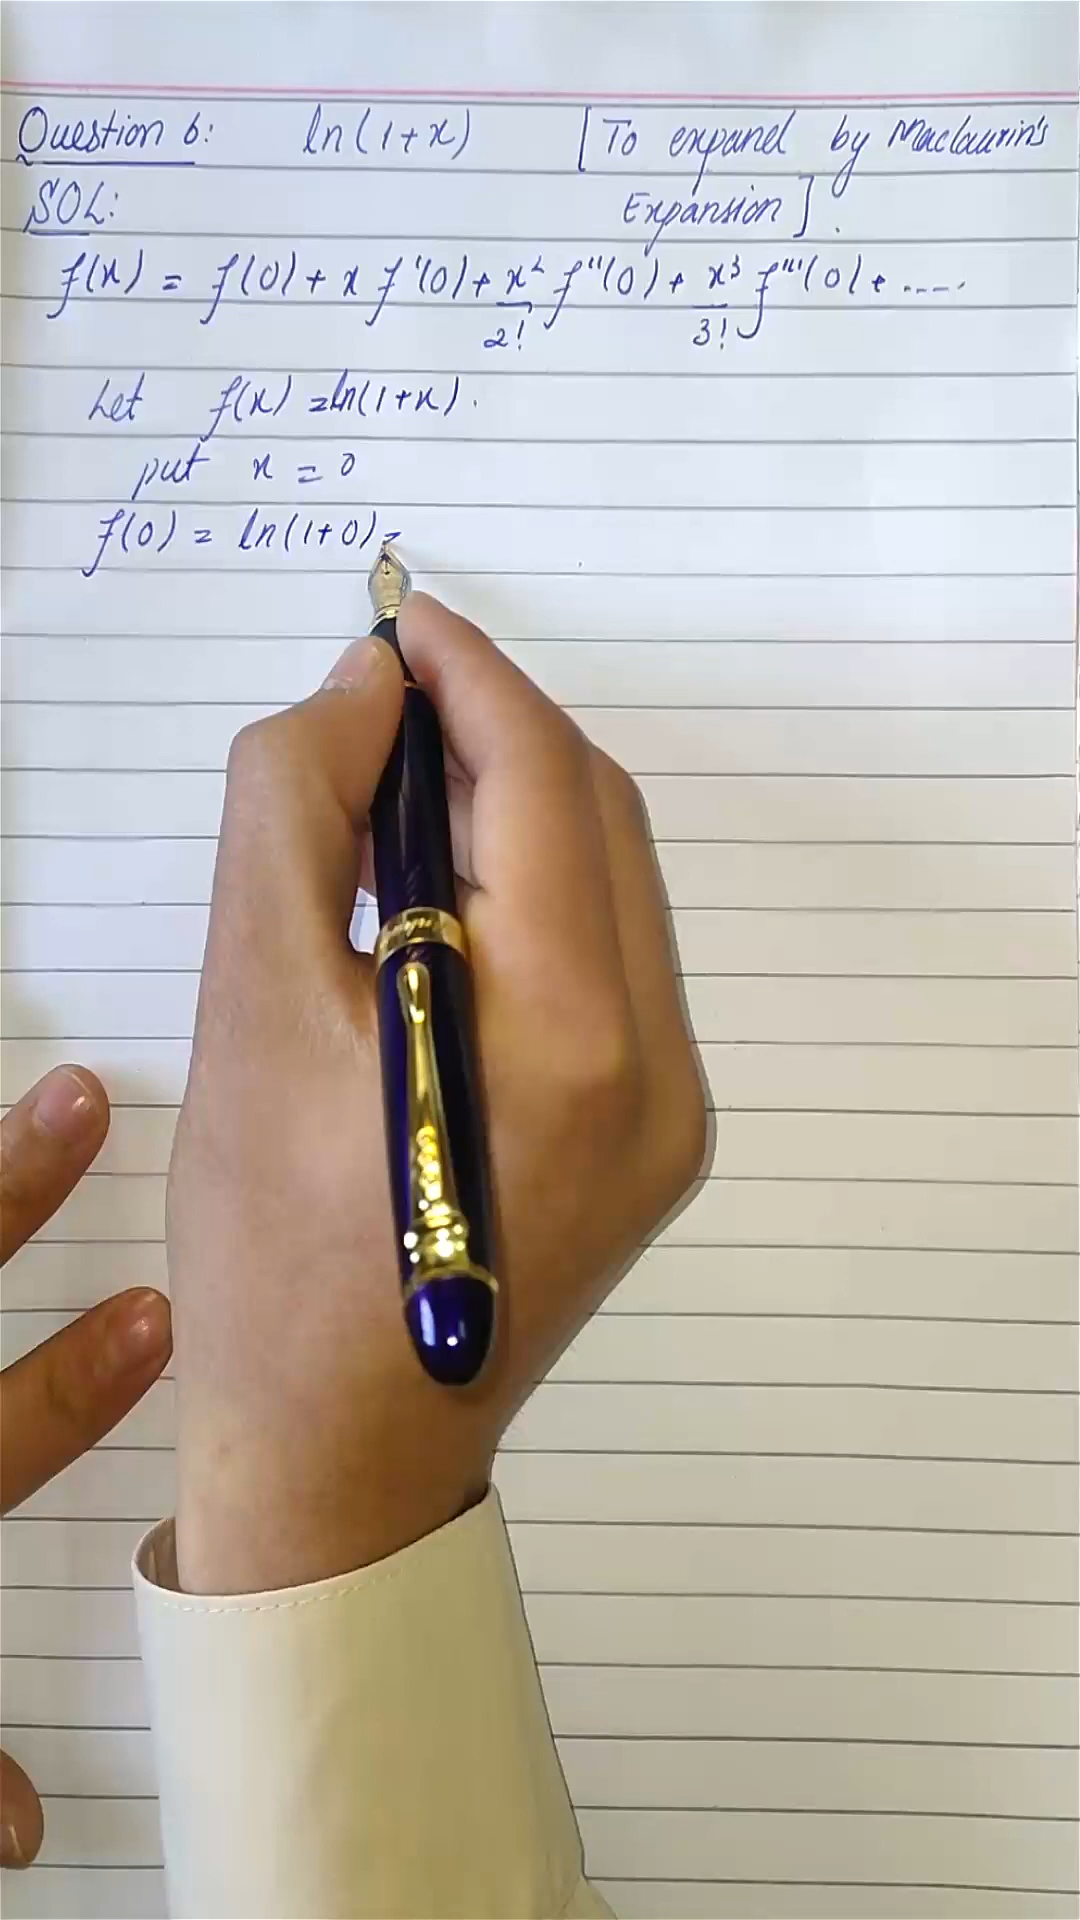 Question 6: ln(1+x) [To expand by Maclaurin's
Expansion].
SOL:
f(x) = f(0) + x f'(0) + x²/2! f''(0) + x³/3! f'''(0) + .....
Let f(x) = ln(1+x).
put x = 0
f(0) = ln(1+0) =